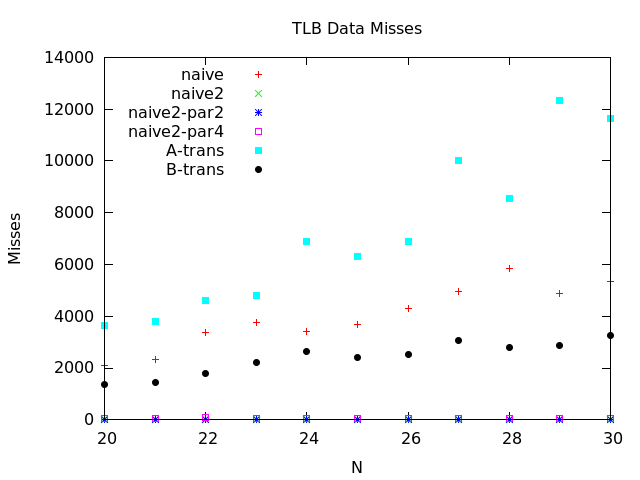 TLB Data Misses
14000
12000
10000
8000
6000
4000
2000
0
Misses
naive
naive2
naive2-par2
naive2-par4
A-trans
B-trans
20 22 24 26 28 30
N